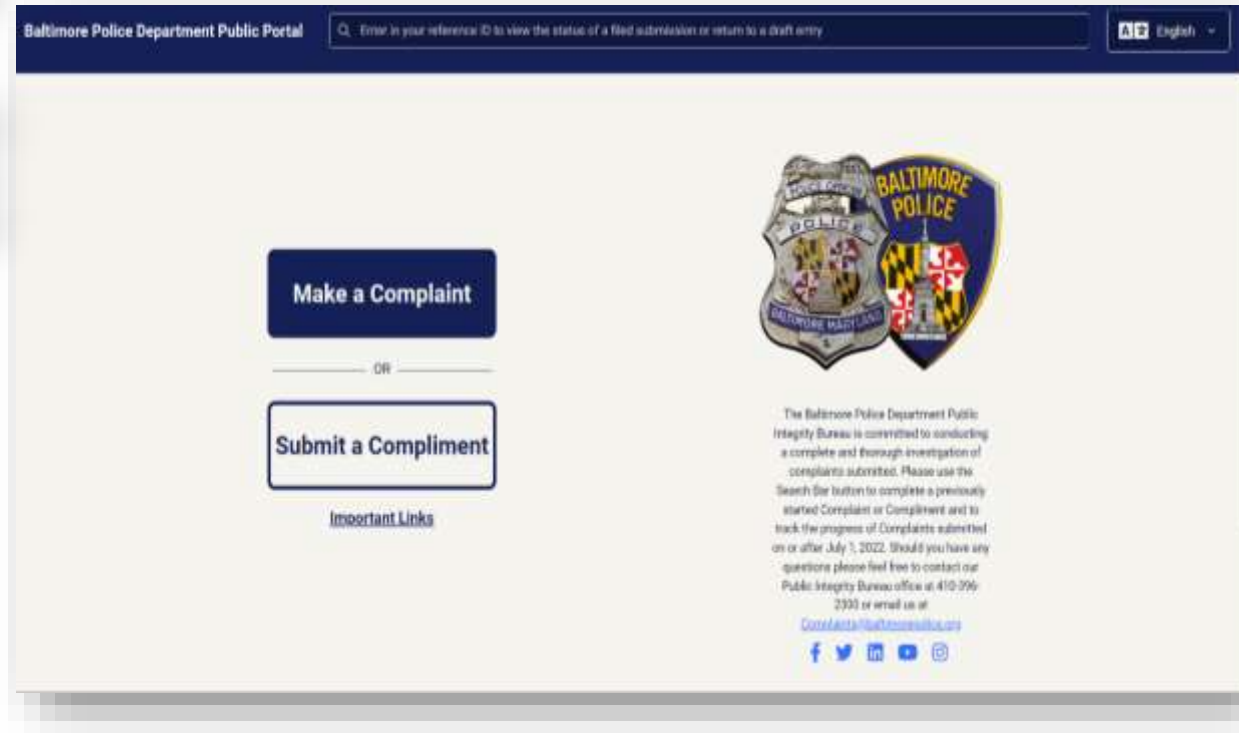 Baltimore Police Department Public Portal
Enter in your reference ID to view the status of a filed submission or return to a draft entry
English
Make a Complaint
OR
Submit a Compliment
Important Links
POLICE OFFICER
POLICE
BALTIMORE MARYLAND
BALTIMORE
POLICE
The Baltimore Police Department Public
Integrity Bureau is committed to conducting
a complete and thorough investigation of
complaints submitted. Please use the
Search Bar button to complete a previously
started Complaint or Compliment and to
track the progress of Complaints submitted
on or after July 1, 2022. Should you have any
questions please feel free to contact our
Public Integrity Bureau office at 410-396-
2300 or email us at
Complaints@baltimorepolice.org